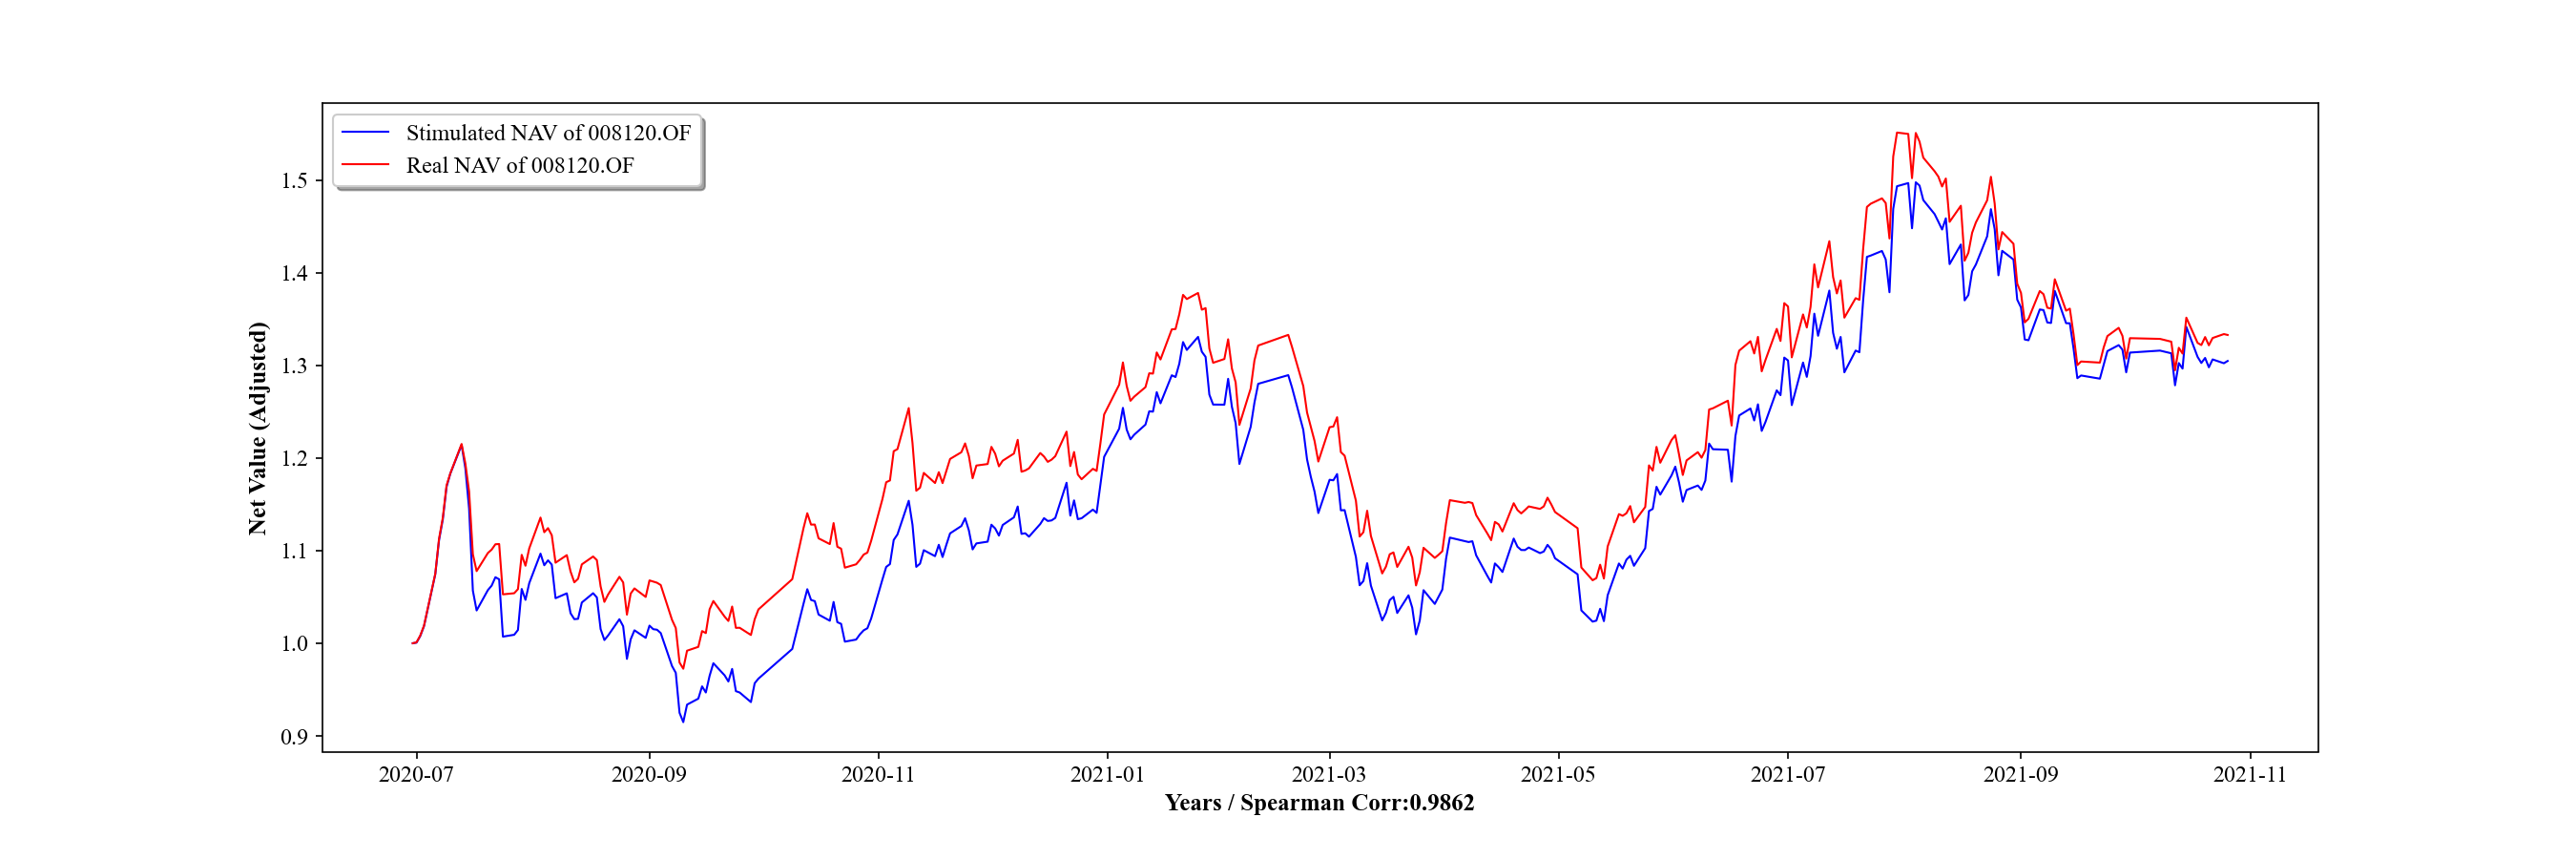 Stimulated NAV of 008120.OF
Real NAV of 008120.OF
Net Value (Adjusted)
1.5
1.4
1.3
1.2
1.1
1.0
0.9
2020-07 2020-09 2020-11 2021-01 2021-03 2021-05 2021-07 2021-09 2021-11
Years / Spearman Corr:0.9862